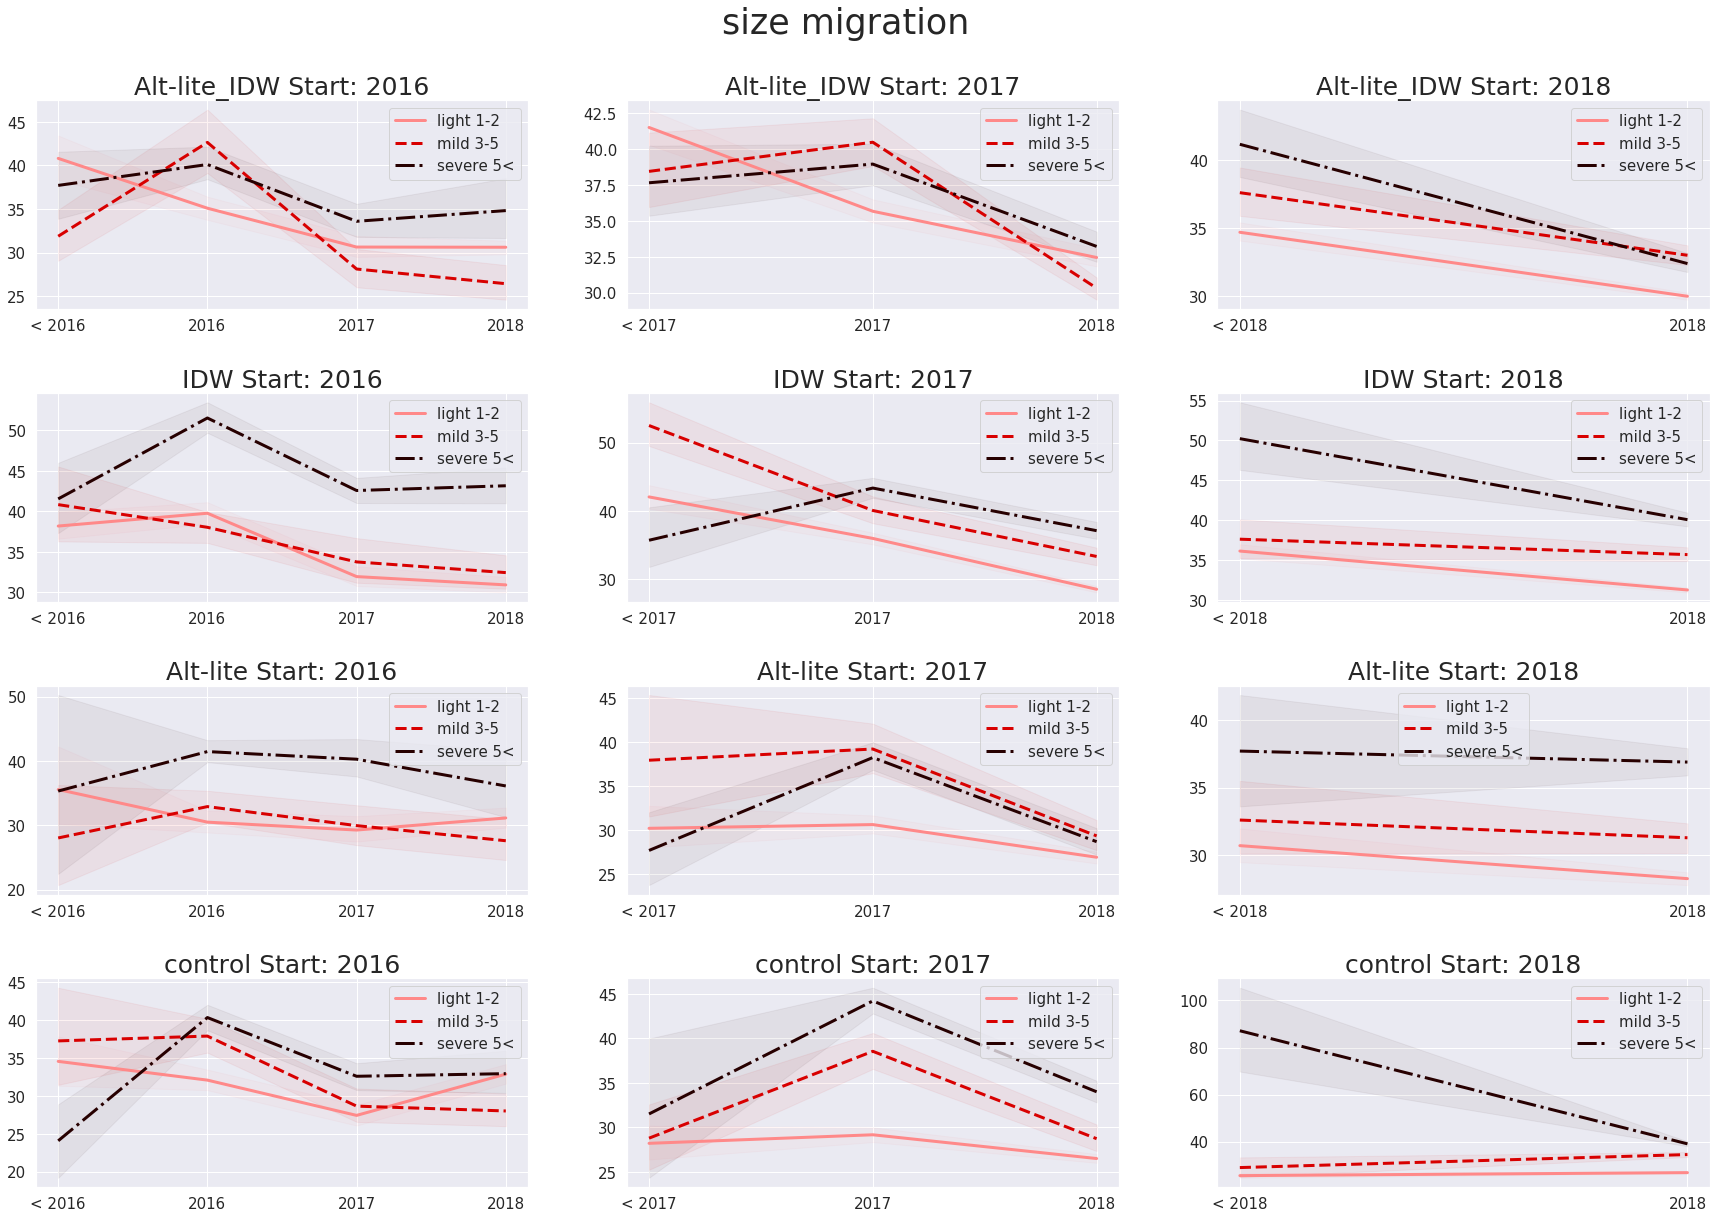 size migration
Alt-lite_IDW Start: 2016
45
40
35
30
25
< 2016
2016
2017
2018
light 1-2
mild 3-5
severe 5<
Alt-lite_IDW Start: 2017
42.5
40.0
37.5
35.0
32.5
30.0
< 2017
2017
2018
light 1-2
mild 3-5
severe 5<
Alt-lite_IDW Start: 2018
40
35
30
< 2018
2018
light 1-2
mild 3-5
severe 5<
IDW Start: 2016
50
45
40
35
30
< 2016
2016
2017
2018
light 1-2
mild 3-5
severe 5<
IDW Start: 2017
50
40
30
< 2017
2017
2018
light 1-2
mild 3-5
severe 5<
IDW Start: 2018
55
50
45
40
35
30
< 2018
2018
light 1-2
mild 3-5
severe 5<
Alt-lite Start: 2016
50
40
30
20
< 2016
2016
2017
2018
light 1-2
mild 3-5
severe 5<
Alt-lite Start: 2017
45
40
35
30
25
< 2017
2017
2018
light 1-2
mild 3-5
severe 5<
Alt-lite Start: 2018
40
35
30
< 2018
2018
light 1-2
mild 3-5
severe 5<
control Start: 2016
45
40
35
30
25
20
< 2016
2016
2017
2018
light 1-2
mild 3-5
severe 5<
control Start: 2017
45
40
35
30
25
< 2017
2017
2018
light 1-2
mild 3-5
severe 5<
control Start: 2018
100
80
60
40
< 2018
2018
light 1-2
mild 3-5
severe 5<